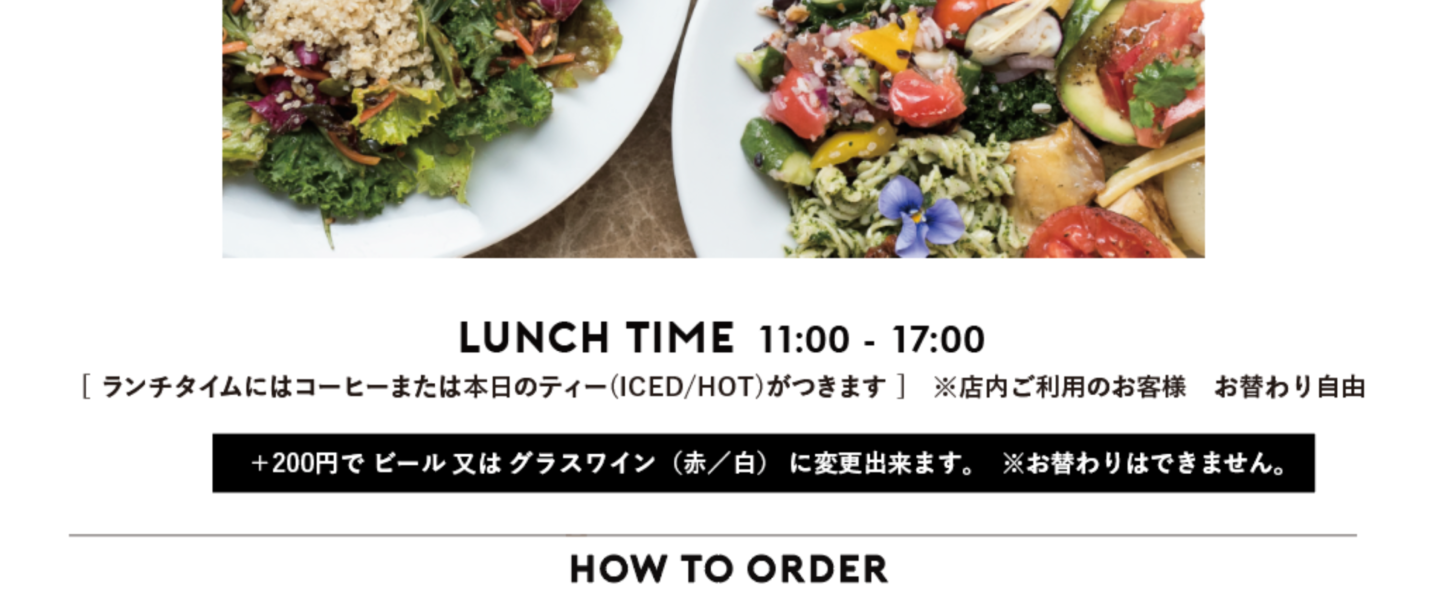 LUNCH TIME 11:00 - 17:00
[ ランチタイムにはコーヒーまたは本日のティー(ICED/HOT)がつきます ] ※店内ご利用のお客様　お替わり自由
＋200円で ビール 又は グラスワイン（赤／白） に変更出来ます。 ※お替わりはできません。
HOW TO ORDER